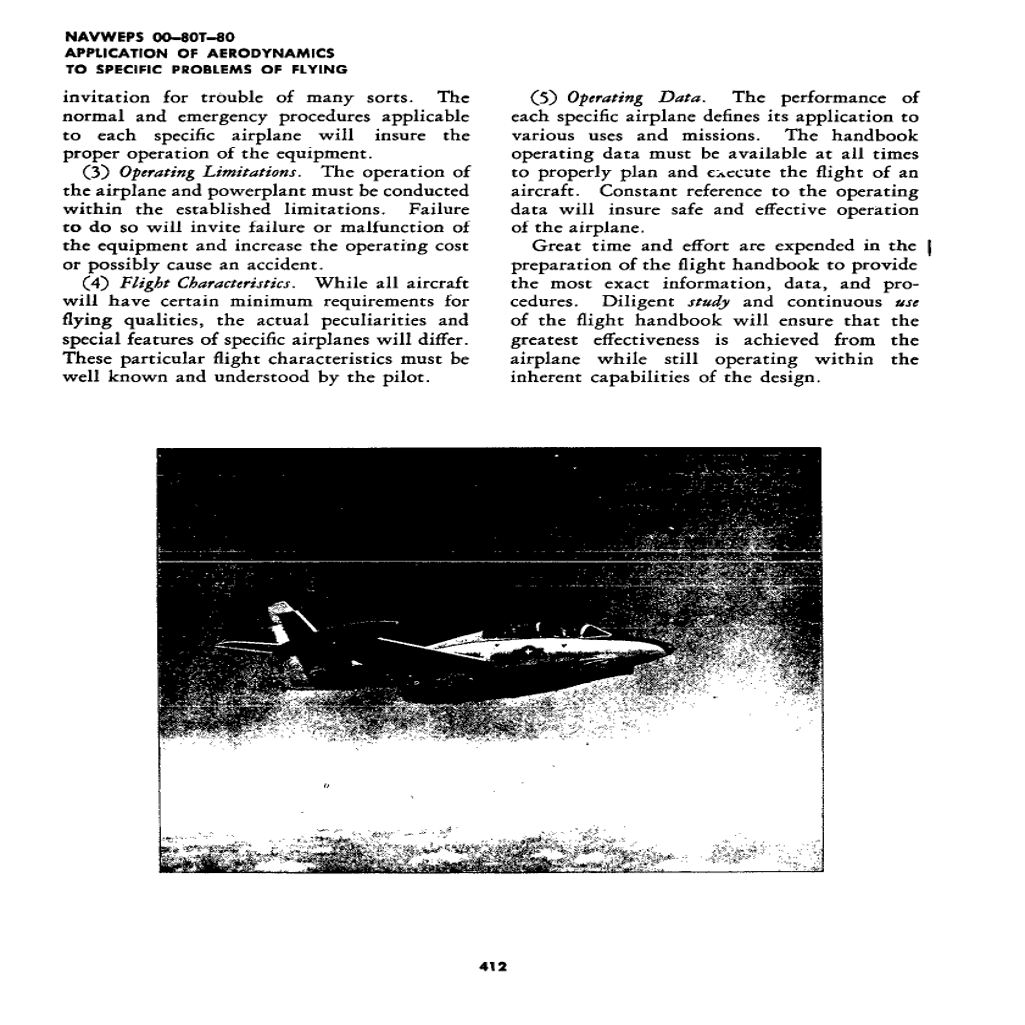 NAVWEPS 00–80T–80
APPLICATION OF AERODYNAMICS
TO SPECIFIC PROBLEMS OF FLYING
invitation for trouble of many sorts. The
normal and emergency procedures applicable
to each specific airplane will insure the
proper operation of the equipment.
(3) Operating Limitations. The operation of
the airplane and powerplant must be conducted
within the established limitations. Failure
to do so will invite failure or malfunction of
the equipment and increase the operating cost
or possibly cause an accident.
(4) Flight Characteristics. While all aircraft
will have certain minimum requirements for
flying qualities, the actual peculiarities and
special features of specific airplanes will differ.
These particular flight characteristics must be
well known and understood by the pilot.
(5) Operating Data. The performance of
each specific airplane defines its application to
various uses and missions. The handbook
operating data must be available at all times
to properly plan and execute the flight of an
aircraft. Constant reference to the operating
data will insure safe and effective operation
of the airplane.
Great time and effort are expended in the
preparation of the flight handbook to provide
the most exact information, data, and pro-
cedures. Diligent study and continuous use
of the flight handbook will ensure that the
greatest effectiveness is achieved from the
airplane while still operating within the
inherent capabilities of the design.
412